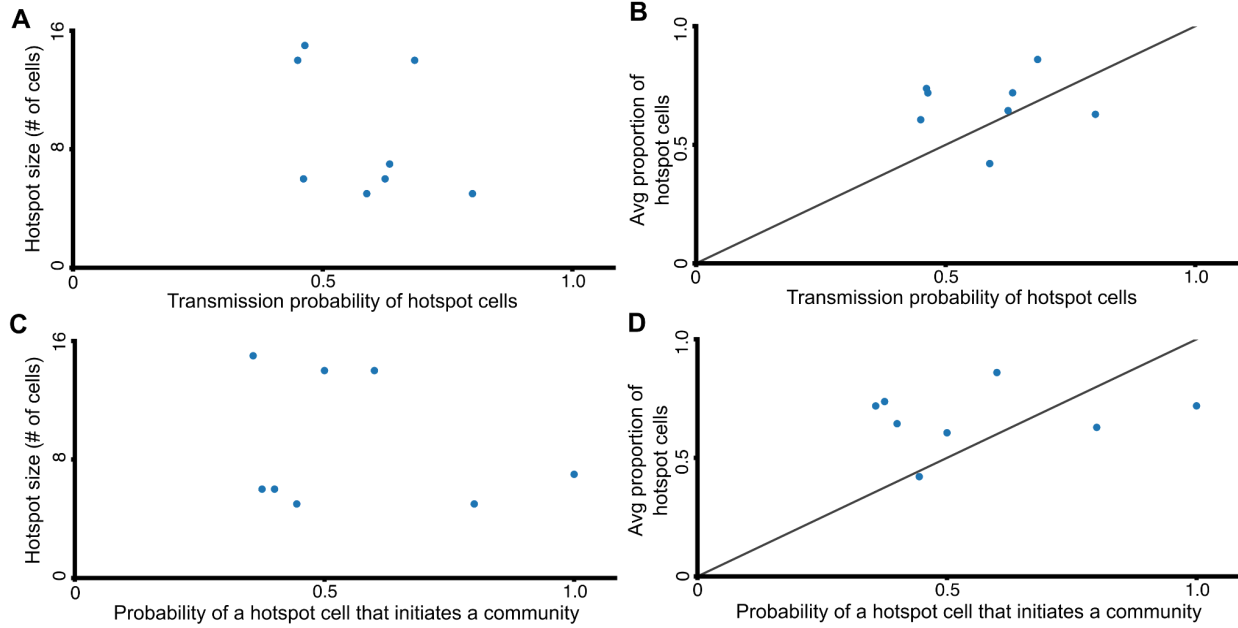 A
16
8
0
Hotspot size (# of cells)
0
0.5
1.0
Transmission probability of hotspot cells
B
1.0
0.5
0
Avg proportion of
hotspot cells
0
0.5
1.0
Transmission probability of hotspot cells
C
16
8
0
Hotspot size (# of cells)
0
0.5
1.0
Probability of a hotspot cell that initiates a community
D
1.0
0.5
0
Avg proportion of
hotspot cells
0
0.5
1.0
Probability of a hotspot cell that initiates a community